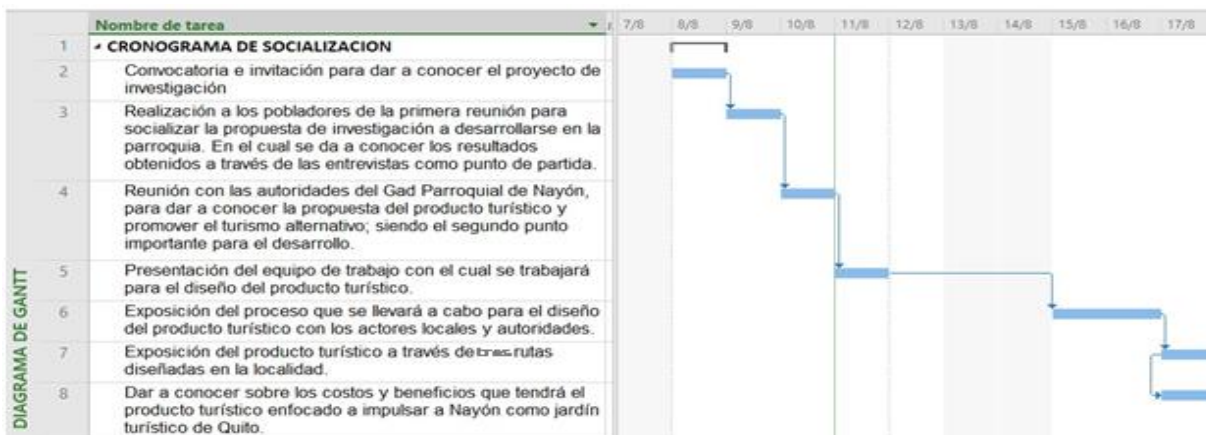 Nombre de tarea
7/8 8/8 9/8 10/8 11/8 12/8 13/8 14/8 15/8 16/8 17/8
1 CRONOGRAMA DE SOCIALIZACION
2 Convocatoria e invitación para dar a conocer el proyecto de
investigación
3 Realización a los pobladores de la primera reunión para
socializar la propuesta de investigación a desarrollarse en la
parroquia. En el cual se da a conocer los resultados
obtenidos a través de las entrevistas como punto de partida.
4 Reunión con las autoridades del Gad Parroquial de Nayón,
para dar a conocer la propuesta del producto turístico y
promover el turismo alternativo; siendo el segundo punto
importante para el desarrollo.
5 Presentación del equipo de trabajo con el cual se trabajará
para el diseño del producto turístico.
6 Exposición del proceso que se llevará a cabo para el diseño
del producto turístico con los actores locales y autoridades.
7 Exposición del producto turístico a través de tres rutas
diseñadas en la localidad.
8 Dar a conocer sobre los costos y beneficios que tendrá el
producto turístico enfocado a impulsar a Nayón como jardín
turístico de Quito.
DIAGRAMA DE GANTT